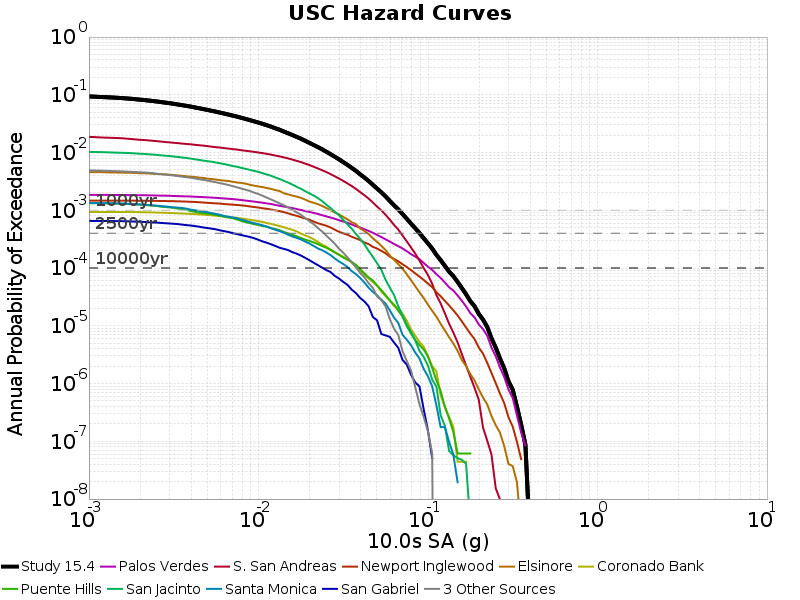 USC Hazard Curves
Annual Probability of Exceedance
10^0
10^-1
10^-2
10^-3
10^-4
10^-5
10^-6
10^-7
10^-8
1000yr
2500yr
10000yr
10^-3 10^-2 10^-1 10^0 10^1
10.0s SA (g)
Study 15.4 Palos Verdes S. San Andreas Newport Inglewood Elsinore Coronado Bank
Puente Hills San Jacinto Santa Monica San Gabriel 3 Other Sources